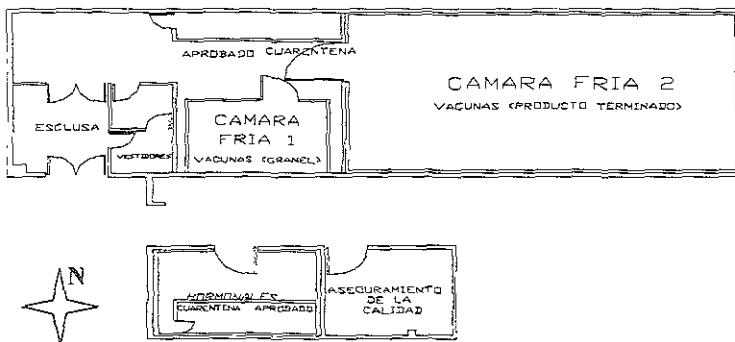 APROBADO CUARENTENA
CAMARA FRIA 2
VACUNAS (PRODUCTO TERMINADO)
ESCLUSA
CAMARA
FRIA 1
VACUNAS (GRANEL)
VESTIDORES
N
HORMONALES
CUARENTENA APROBADO
ASEGURAMIENTO
DE LA
CALIDAD